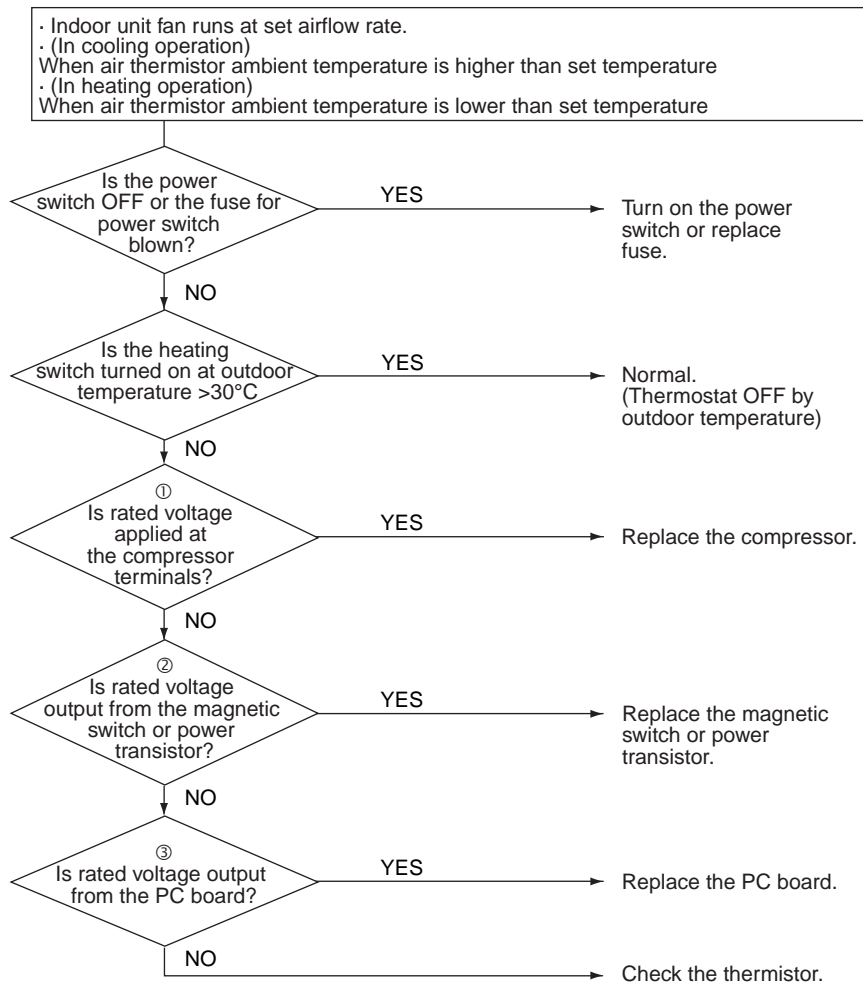 · Indoor unit fan runs at set airflow rate.
· (In cooling operation)
When air thermistor ambient temperature is higher than set temperature
· (In heating operation)
When air thermistor ambient temperature is lower than set temperature
Is the power
switch OFF or the fuse for
power switch
blown?
YES
Turn on the power
switch or replace
fuse.
NO
Is the heating
switch turned on at outdoor
temperature >30°C
YES
Normal.
(Thermostat OFF by
outdoor temperature)
NO
①
Is rated voltage
applied at
the compressor
terminals?
YES
Replace the compressor.
NO
②
Is rated voltage
output from the magnetic
switch or power
transistor?
YES
Replace the magnetic
switch or power
transistor.
NO
③
Is rated voltage output
from the PC board?
YES
Replace the PC board.
NO
Check the thermistor.